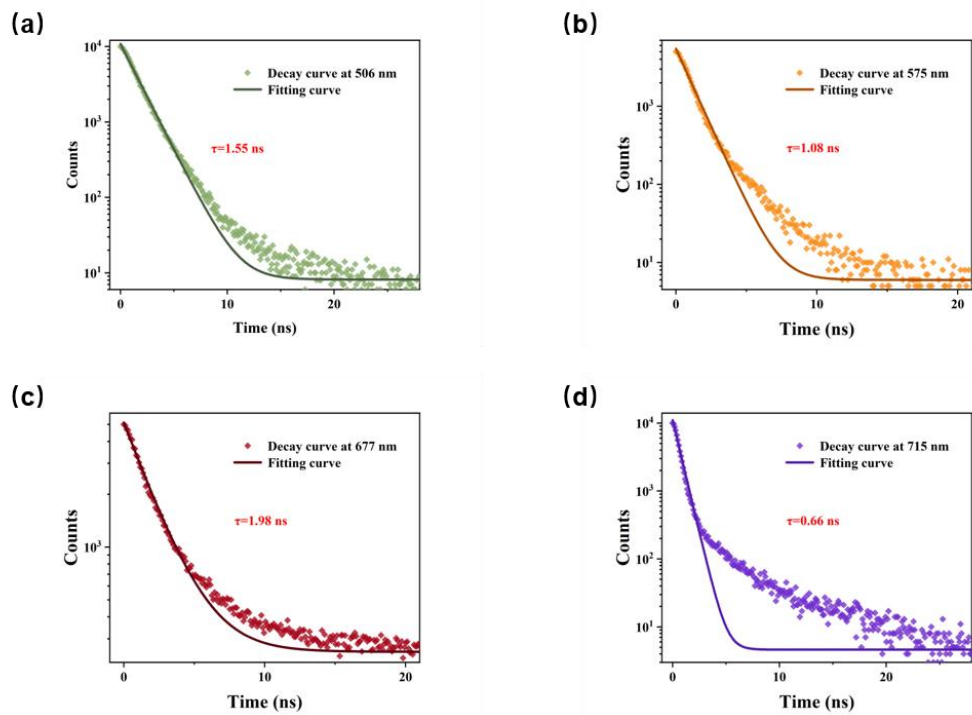 (a)
10⁴
10³
10²
10¹
Counts
Decay curve at 506 nm
Fitting curve
τ=1.55 ns
0
10
20
Time (ns)
(b)
10³
10²
10¹
Counts
Decay curve at 575 nm
Fitting curve
τ=1.08 ns
0
10
20
Time (ns)
(c)
10³
Counts
Decay curve at 677 nm
Fitting curve
τ=1.98 ns
0
10
20
Time (ns)
(d)
10⁴
10³
10²
10¹
Counts
Decay curve at 715 nm
Fitting curve
τ=0.66 ns
0
10
20
Time (ns)